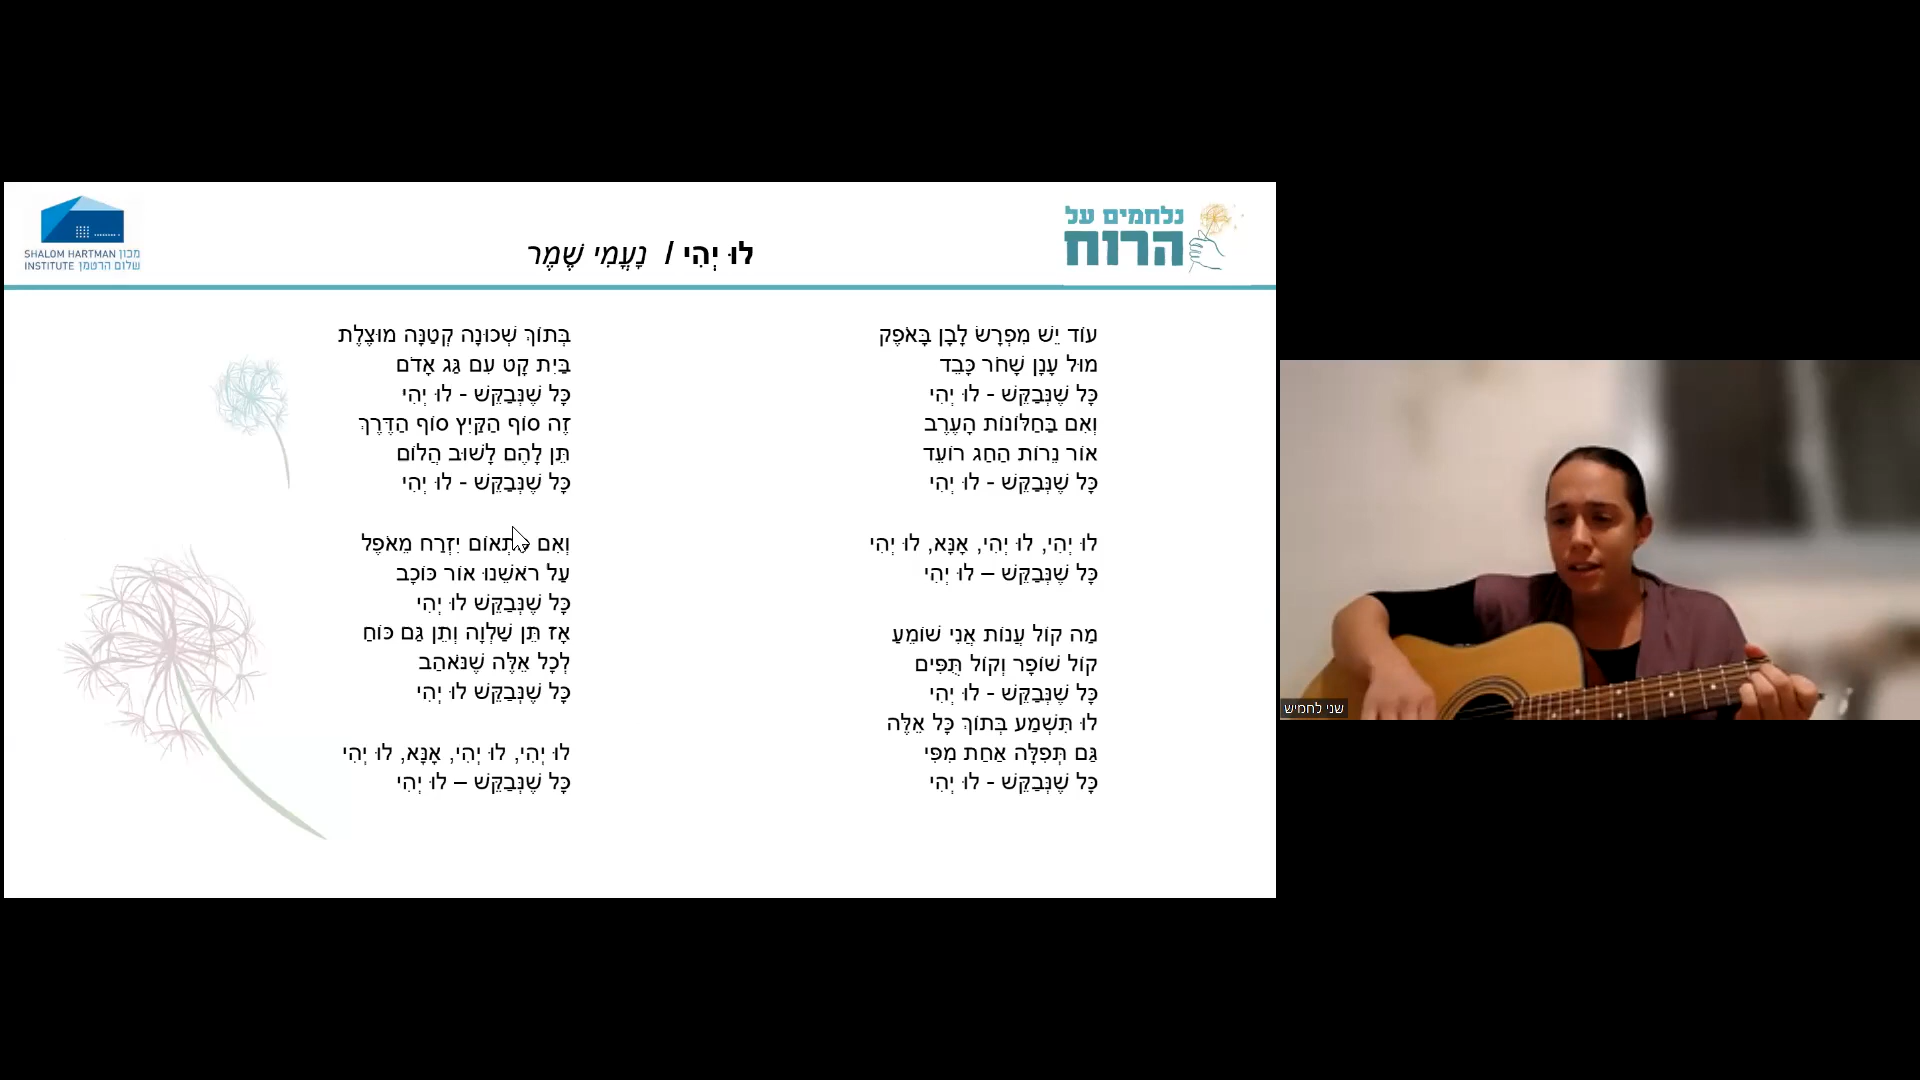 SHALOM HARTMAN מכון
INSTITUTE שלום הרטמן
נלחמים על
הרוח
לוּ יְהִי / נָעֳמִי שֶׁמֶר
עוֹד יֵשׁ מִפְרָשׂ לָבָן בָּאֹפֶק
מוּל עָנָן שָׁחֹר כָּבֵד
כָּל שֶׁנְּבַקֵּשׁ - לוּ יְהִי
וְאִם בַּחַלּוֹנוֹת הָעֶרֶב
אוֹר נֵרוֹת הַחַג רוֹעֵד
כָּל שֶׁנְּבַקֵּשׁ - לוּ יְהִי
לוּ יְהִי, לוּ יְהִי, אָנָּא, לוּ יְהִי
כָּל שֶׁנְּבַקֵּשׁ – לוּ יְהִי
מַה קוֹל עֲנוֹת אֲנִי שׁוֹמֵעַ
קוֹל שׁוֹפָר וְקוֹל תֻּפִּים
כָּל שֶׁנְּבַקֵּשׁ - לוּ יְהִי
לוּ תִּשְׁמַע בְּתוֹךְ כָּל אֵלֶּה
גַּם תְּפִלָּה אַחַת מִפִּי
כָּל שֶׁנְּבַקֵּשׁ - לוּ יְהִי
בְּתוֹךְ שְׁכוּנָה קְטַנָּה מוּצֶלֶת
בַּיִת קָט עִם גַּג אָדֹם
כָּל שֶׁנְּבַקֵּשׁ - לוּ יְהִי
זֶה סוֹף הַקַּיִץ סוֹף הַדֶּרֶךְ
תֵּן לָהֶם לָשׁוּב הֲלוֹם
כָּל שֶׁנְּבַקֵּשׁ - לוּ יְהִי
וְאִם יִזְרַח מֵאֹפֶל
עַל רֹאשֵׁנוּ אוֹר כּוֹכָב
כָּל שֶׁנְּבַקֵּשׁ לוּ יְהִי
אָז תֵּן שַׁלְוָה וְתֵן גַּם כּוֹחַ
לְכָל אֵלֶּה שֶׁנֹּאהַב
כָּל שֶׁנְּבַקֵּשׁ לוּ יְהִי
לוּ יְהִי, לוּ יְהִי, אָנָּא, לוּ יְהִי
כָּל שֶׁנְּבַקֵּשׁ – לוּ יְהִי
שני לחמיש